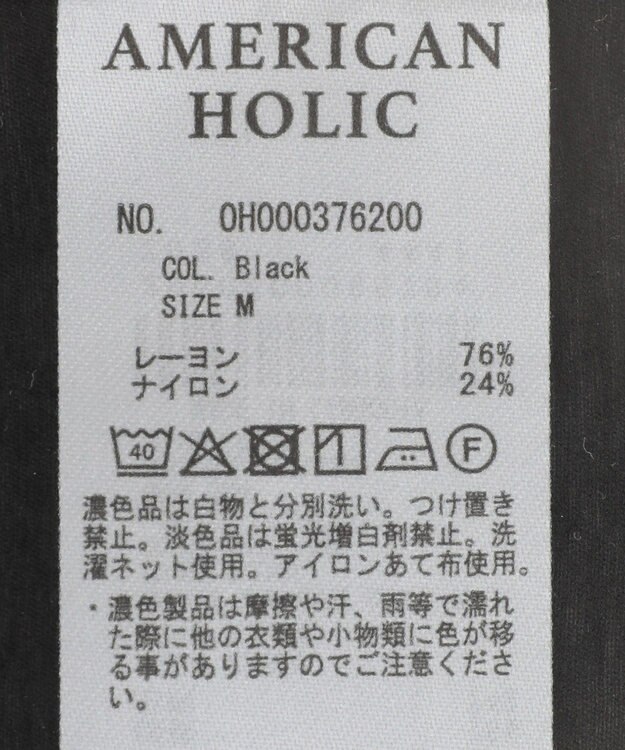 AMERICAN
HOLIC
NO. 0H000376200
COL. Black
SIZE M
レーヨン 76%
ナイロン 24%
40 F
濃色品は白物と分別洗い。つけ置き
禁止。淡色品は蛍光増白剤禁止。洗
濯ネット使用。アイロンあて布使用。
・濃色製品は摩擦や汗、雨等で濡れ
た際に他の衣類や小物類に色が移
る事がありますのでご注意くださ
い。